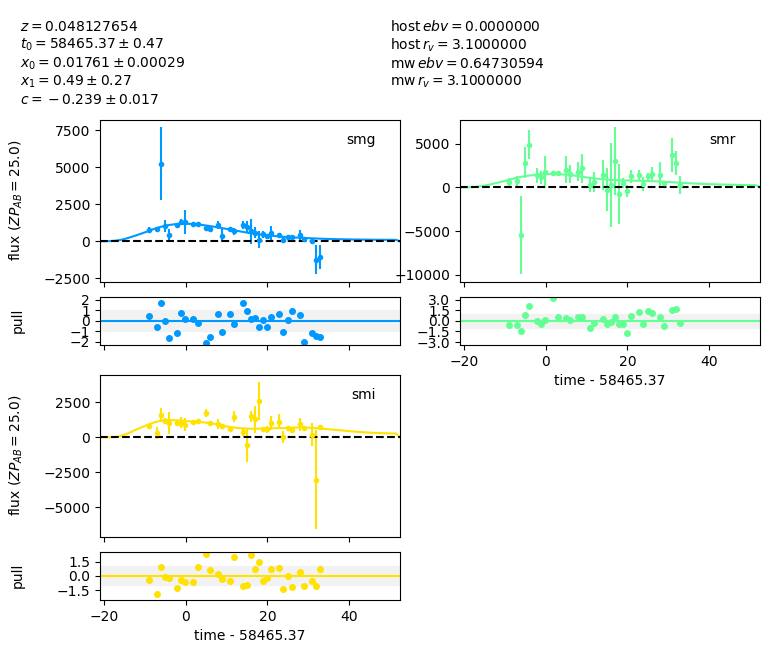 z = 0.048127654
t₀ = 58465.37 ± 0.47
x₀ = 0.01761 ± 0.00029
x₁ = 0.49 ± 0.27
c = −0.239 ± 0.017
host ebv = 0.0000000
host r_v = 3.1000000
mw ebv = 0.64730594
mw r_v = 3.1000000
smg
flux (ZP_AB = 25.0)
7500
5000
2500
0
−2500
smr
5000
0
−5000
−10000
pull
2
1
0
−1
−2
3.0
1.5
0.0
−1.5
−3.0
−20 0 20 40
time - 58465.37
smi
flux (ZP_AB = 25.0)
2500
0
−2500
−5000
pull
1.5
0.0
−1.5
−20 0 20 40
time - 58465.37